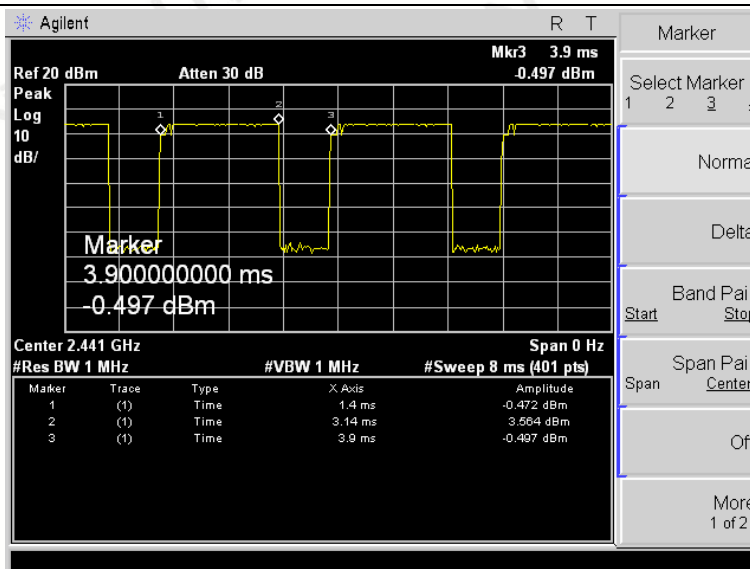 Agilent R T
Mkr3 3.9 ms
Ref 20 dBm Atten 30 dB -0.497 dBm
Peak
Log
10
dB/
1 2 3
Marker
3.900000000 ms
-0.497 dBm
Center 2.441 GHz Span 0 Hz
#Res BW 1 MHz #VBW 1 MHz #Sweep 8 ms (401 pts)
Marker Trace Type X Axis Amplitude
1 (1) Time 1.4 ms -0.472 dBm
2 (1) Time 3.14 ms 3.564 dBm
3 (1) Time 3.9 ms -0.497 dBm
Marker
Select Marker
1 2 3
Norma
Delta
Band Pai
Start Stop
Span Pai
Span Center
Of
More
1 of 2